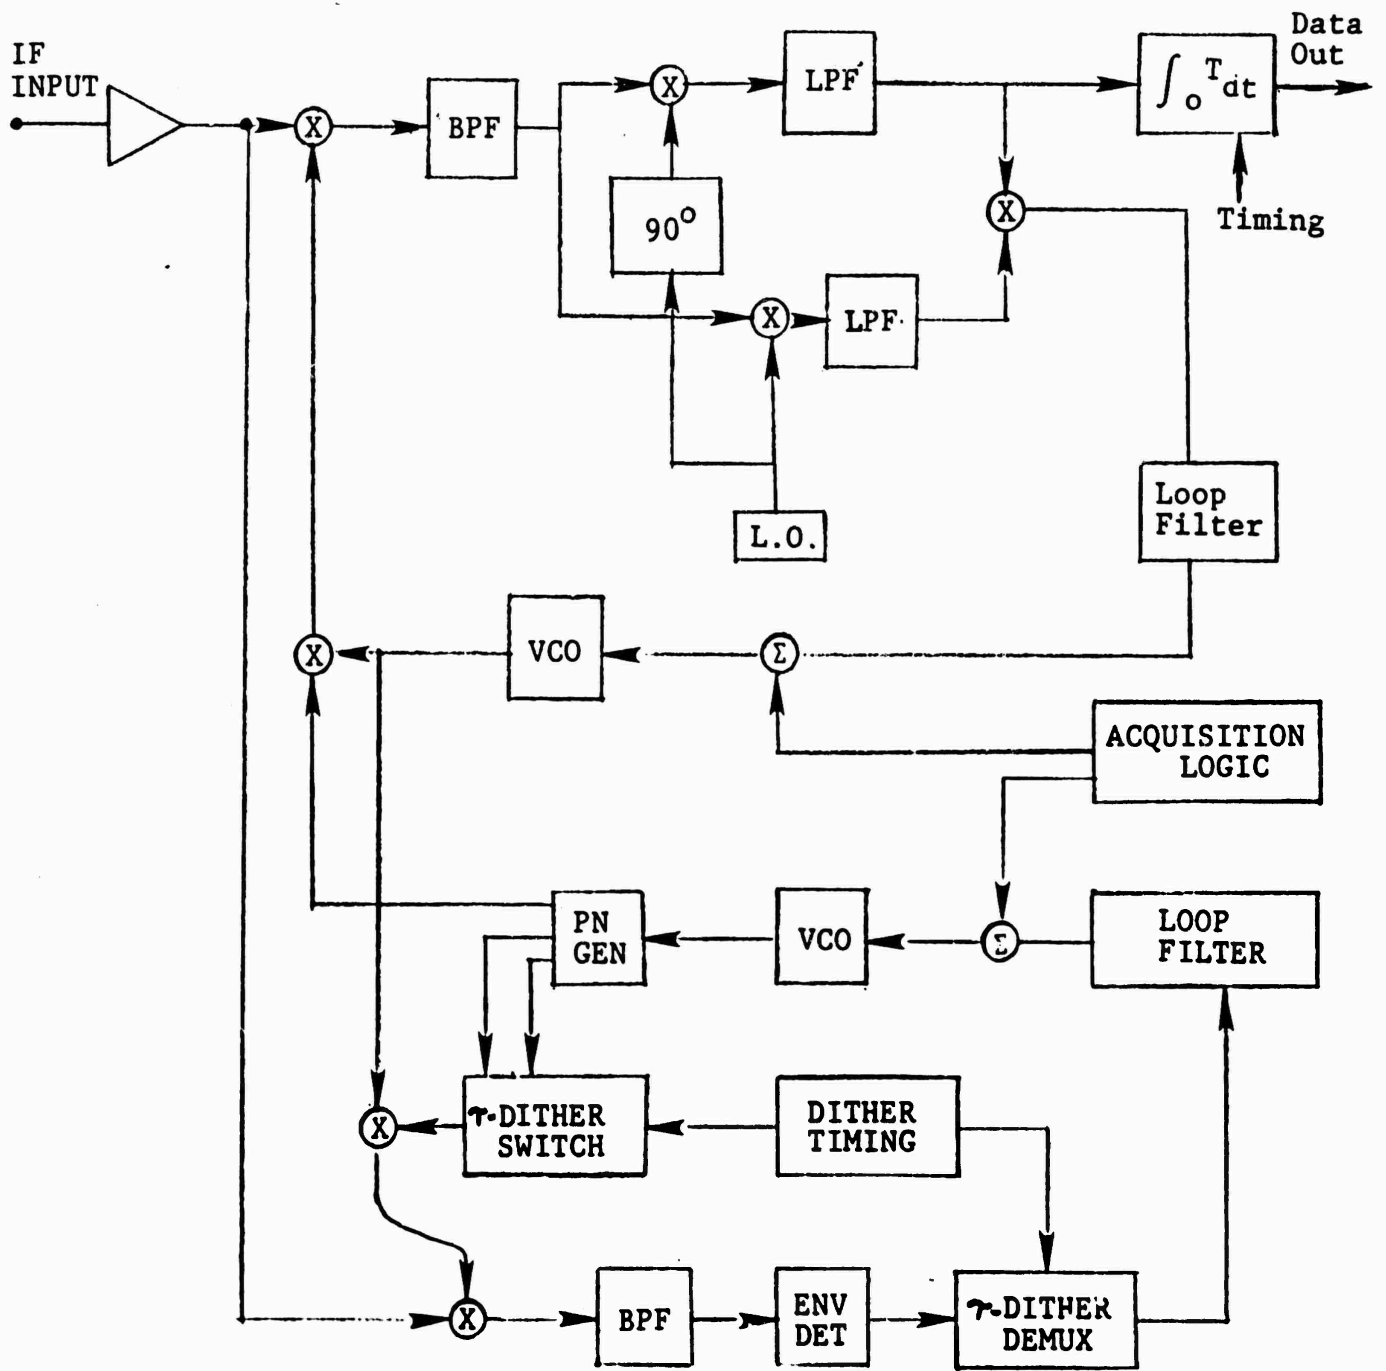 Data
Out
IF
INPUT
X
BPF
X
LPF
∫₀ᵀdt
90°
X
Timing
X
LPF
L.O.
Loop
Filter
X
VCO
Σ
ACQUISITION
LOGIC
PN
GEN
VCO
Σ
LOOP
FILTER
X
τ-DITHER
SWITCH
DITHER
TIMING
X
BPF
ENV
DET
τ-DITHER
DEMUX